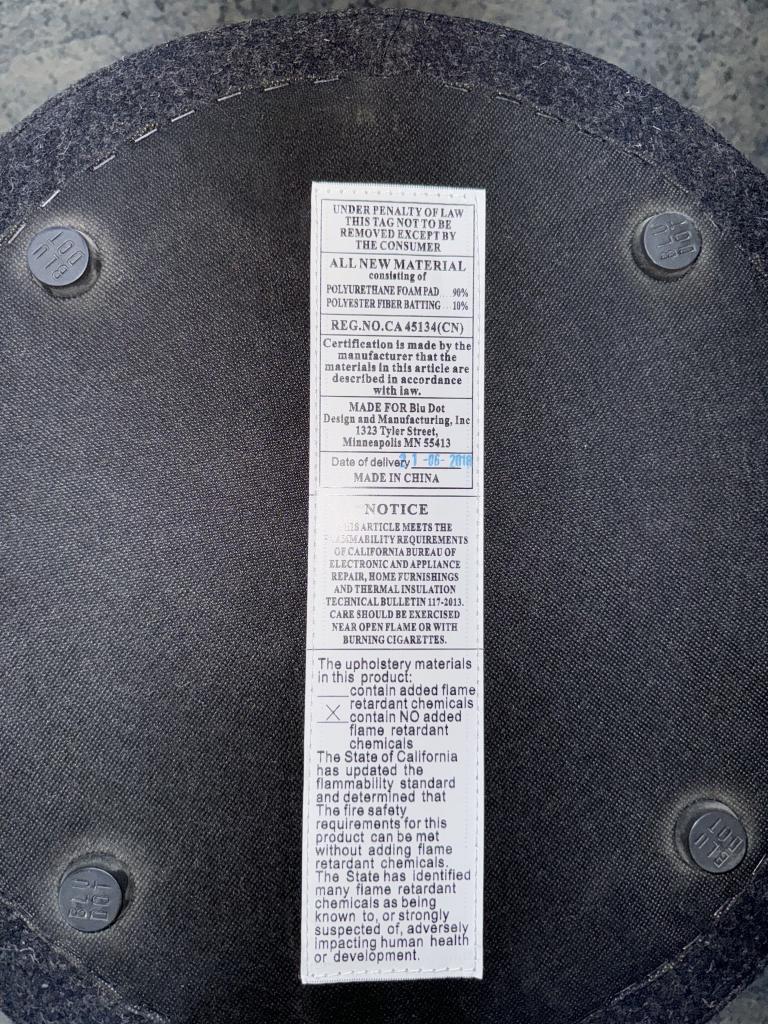 UNDER PENALTY OF LAW
THIS TAG NOT TO BE
REMOVED EXCEPT BY
THE CONSUMER
ALL NEW MATERIAL
consisting of
POLYURETHANE FOAM PAD 90%
POLYESTER FIBER BATTING 10%
REG.NO.CA 45134(CN)
Certification is made by the
manufacturer that the
materials in this article are
described in accordance
with law.
MADE FOR Blu Dot
Design and Manufacturing, Inc
1323 Tyler Street,
Minneapolis MN 55413
Date of delivery 21-06-2018
MADE IN CHINA
NOTICE
THIS ARTICLE MEETS THE
FLAMMABILITY REQUIREMENTS
OF CALIFORNIA BUREAU OF
ELECTRONIC AND APPLIANCE
REPAIR, HOME FURNISHINGS
AND THERMAL INSULATION
TECHNICAL BULLETIN 117-2013.
CARE SHOULD BE EXERCISED
NEAR OPEN FLAME OR WITH
BURNING CIGARETTES.
The upholstery materials
in this product:
contain added flame
retardant chemicals
X contain NO added
flame retardant
chemicals
The State of California
has updated the
flammability standard
and determined that
The fire safety
requirements for this
product can be met
without adding flame
retardant chemicals.
The State has identified
many flame retardant
chemicals as being
known to, or strongly
suspected of, adversely
impacting human health
or development.